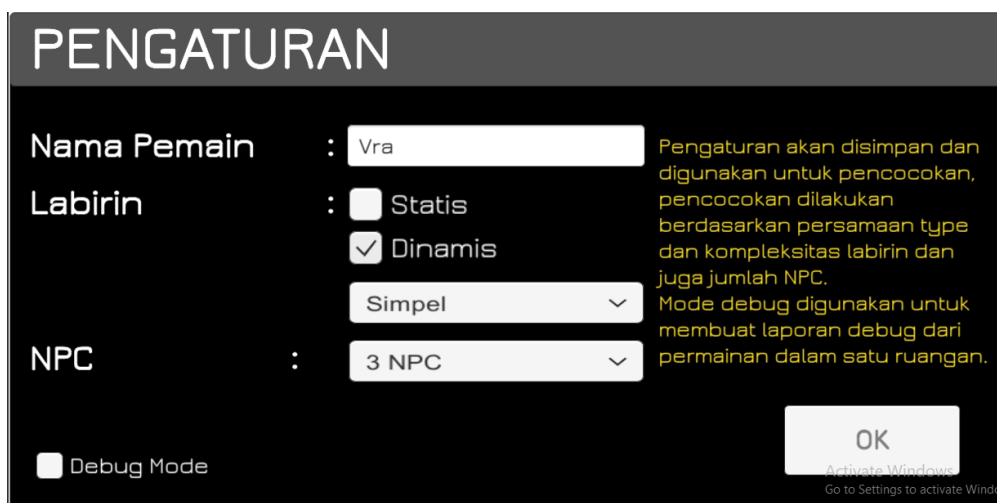 PENGATURAN
Nama Pemain : Vra
Labirin : Statis
Dinamis
Simpel
NPC : 3 NPC
Debug Mode
Pengaturan akan disimpan dan
digunakan untuk pencocokan,
pencocokan dilakukan
berdasarkan persamaan type
dan kompleksitas labirin dan
juga jumlah NPC.
Mode debug digunakan untuk
membuat laporan debug dari
permainan dalam satu ruangan.
OK
Activate Windows
Go to Settings to activate Wind